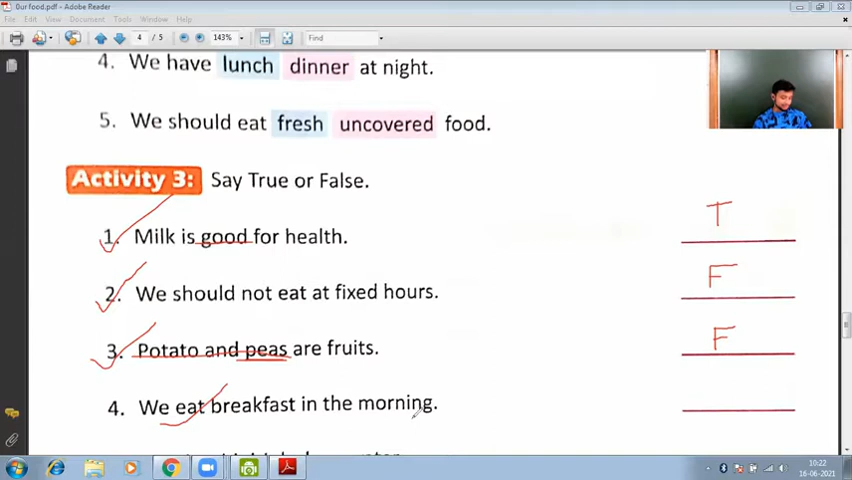 0ur food.pdf - Adobe Reader
File Edit View Document Tools Window Help
4 / 5 143% Find
4. We have lunch dinner at night.
5. We should eat fresh uncovered food.
Activity 3: Say True or False.
1. Milk is good for health. T
2. We should not eat at fixed hours. F
3. Potato and peas are fruits. F
4. We eat breakfast in the morning.
10:22
16-06-2021